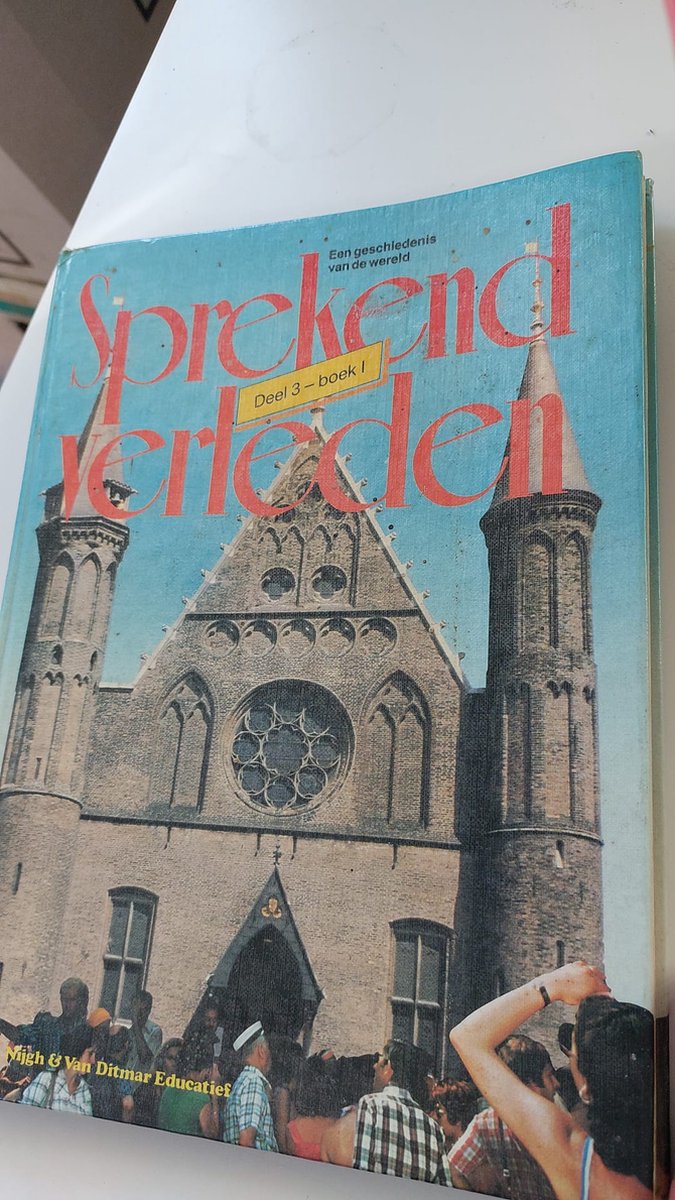 Een geschiedenis
van de wereld
Sprekend
Deel 3 – boek I
verleden
Nijgh & Van Ditmar Educatief